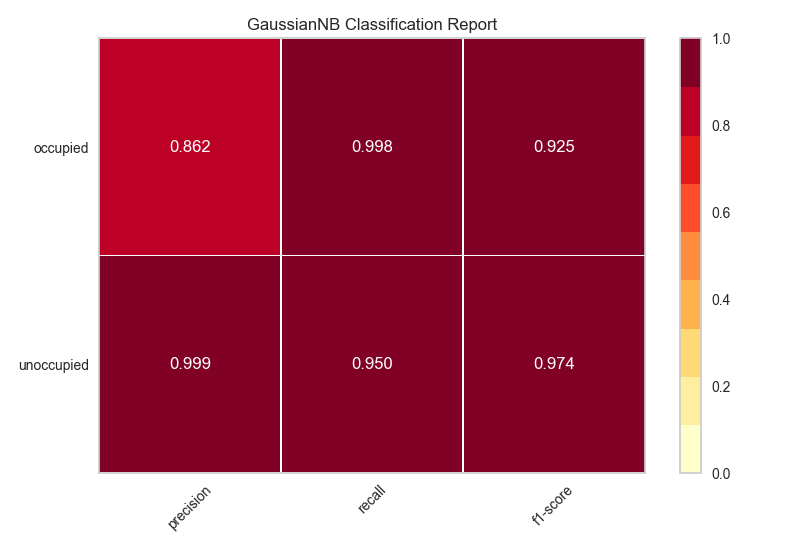 GaussianNB Classification Report
occupied 0.862 0.998 0.925
unoccupied 0.999 0.950 0.974
precision recall f1-score
1.0
0.8
0.6
0.4
0.2
0.0